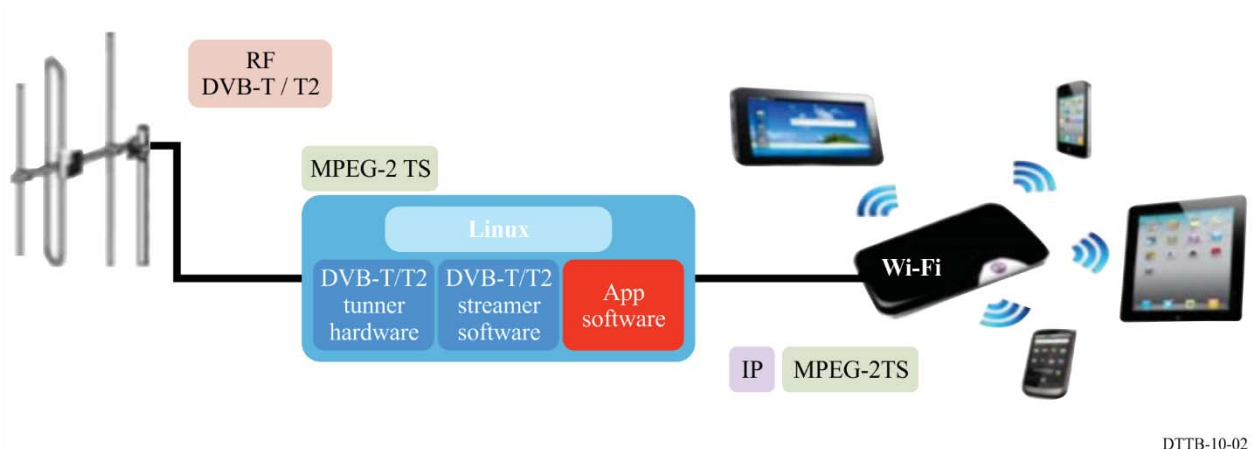 RF
DVB-T / T2
MPEG-2 TS
Linux
DVB-T/T2
tunner
hardware
DVB-T/T2
streamer
software
App
software
Wi-Fi
IP
MPEG-2TS
DTTB-10-02